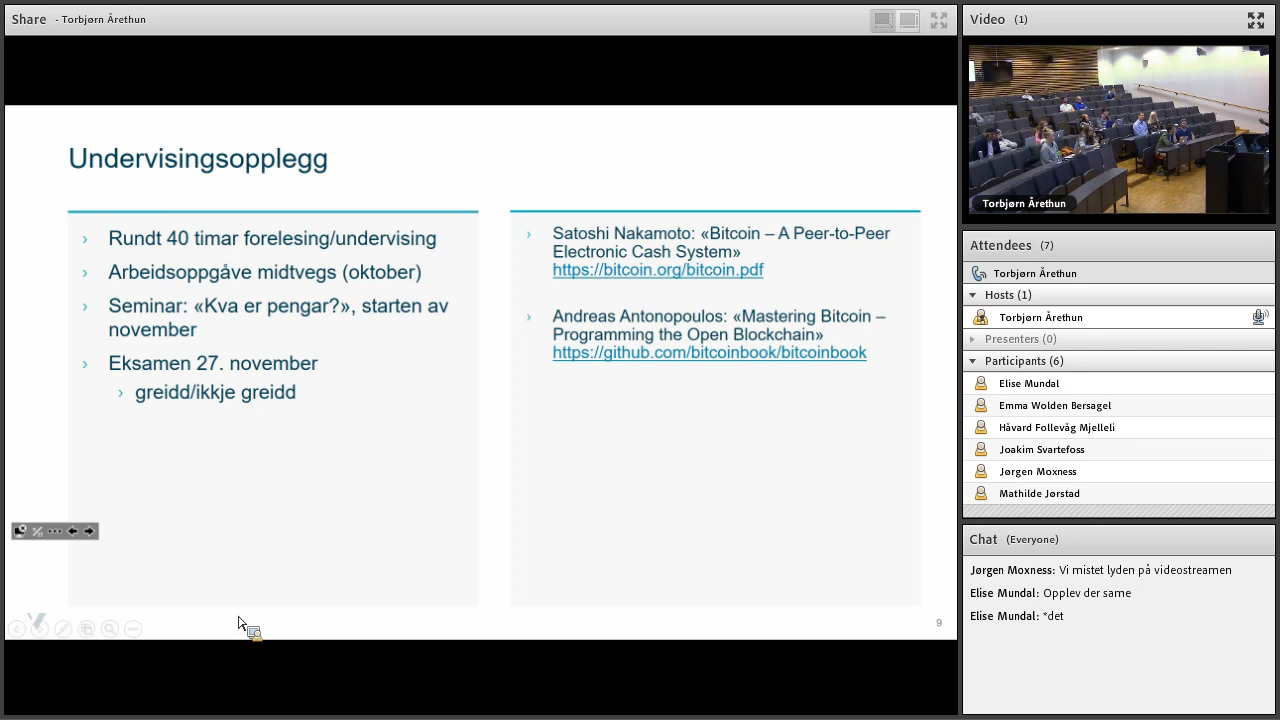 Share - Torbjørn Årethun
Undervisingsopplegg
› Rundt 40 timar forelesing/undervising
› Arbeidsoppgåve midtvegs (oktober)
› Seminar: «Kva er pengar?», starten av
november
› Eksamen 27. november
› greidd/ikkje greidd
› Satoshi Nakamoto: «Bitcoin – A Peer-to-Peer
Electronic Cash System»
https://bitcoin.org/bitcoin.pdf
› Andreas Antonopoulos: «Mastering Bitcoin –
Programming the Open Blockchain»
https://github.com/bitcoinbook/bitcoinbook
9
Video (1)
Torbjørn Årethun
Attendees (7)
Torbjørn Årethun
Hosts (1)
Torbjørn Årethun
Presenters (0)
Participants (6)
Elise Mundal
Emma Wolden Bersagel
Håvard Follevåg Mjelleli
Joakim Svartefoss
Jørgen Moxness
Mathilde Jørstad
Chat (Everyone)
Jørgen Moxness: Vi mistet lyden på videostreamen
Elise Mundal: Opplev der same
Elise Mundal: *det